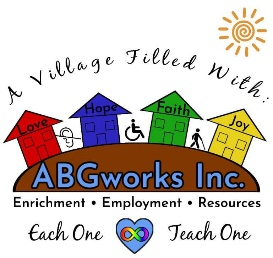 A Village Filled With:
Love Hope Faith Joy
ABGworks Inc.
Enrichment • Employment • Resources
Each One Teach One